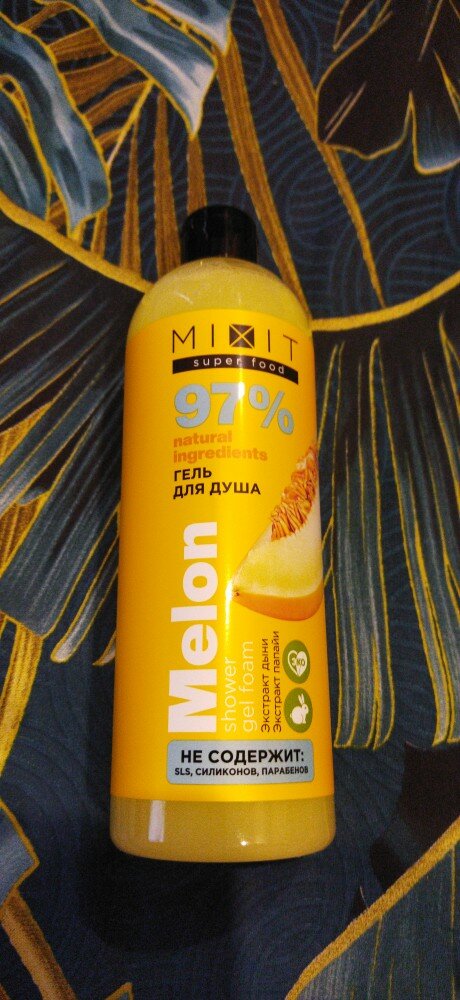 MIXIT
super food
97%
natural
ingredients
ГЕЛЬ
ДЛЯ ДУША
Melon
shower
gel foam
Экстракт дыни
Экстракт папайи
ЭКО
НЕ СОДЕРЖИТ:
SLS, СИЛИКОНОВ, ПАРАБЕНОВ